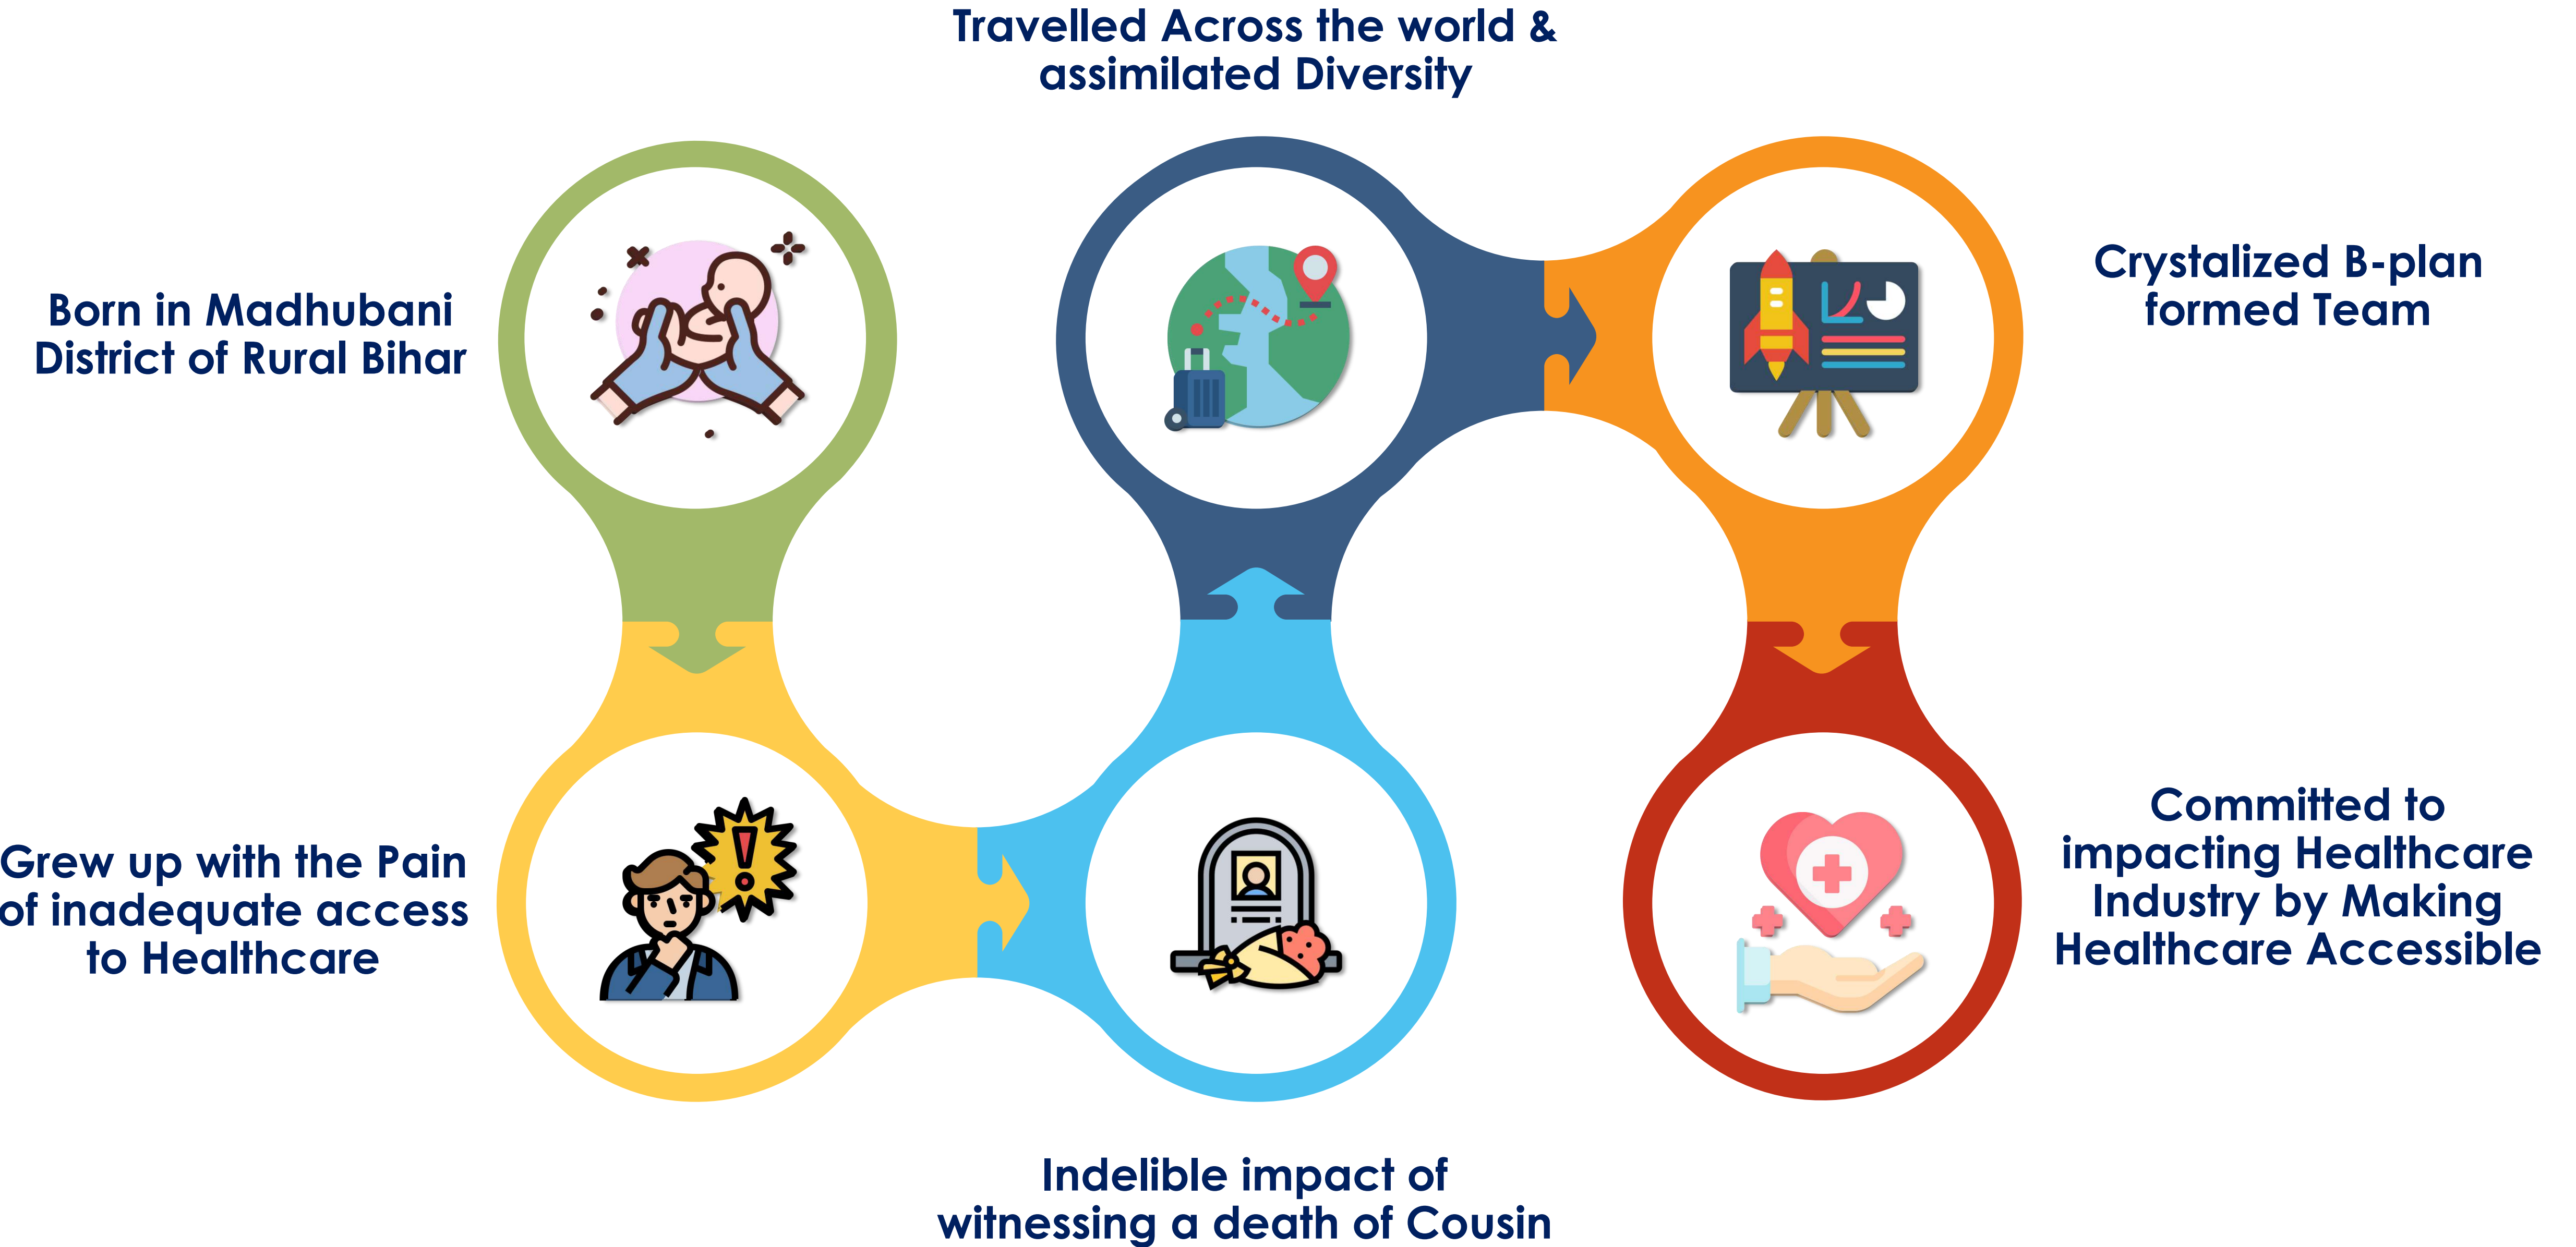 Travelled Across the world &
assimilated Diversity
Born in Madhubani
District of Rural Bihar
Crystalized B-plan
formed Team
Grew up with the Pain
of inadequate access
to Healthcare
Committed to
impacting Healthcare
Industry by Making
Healthcare Accessible
Indelible impact of
witnessing a death of Cousin